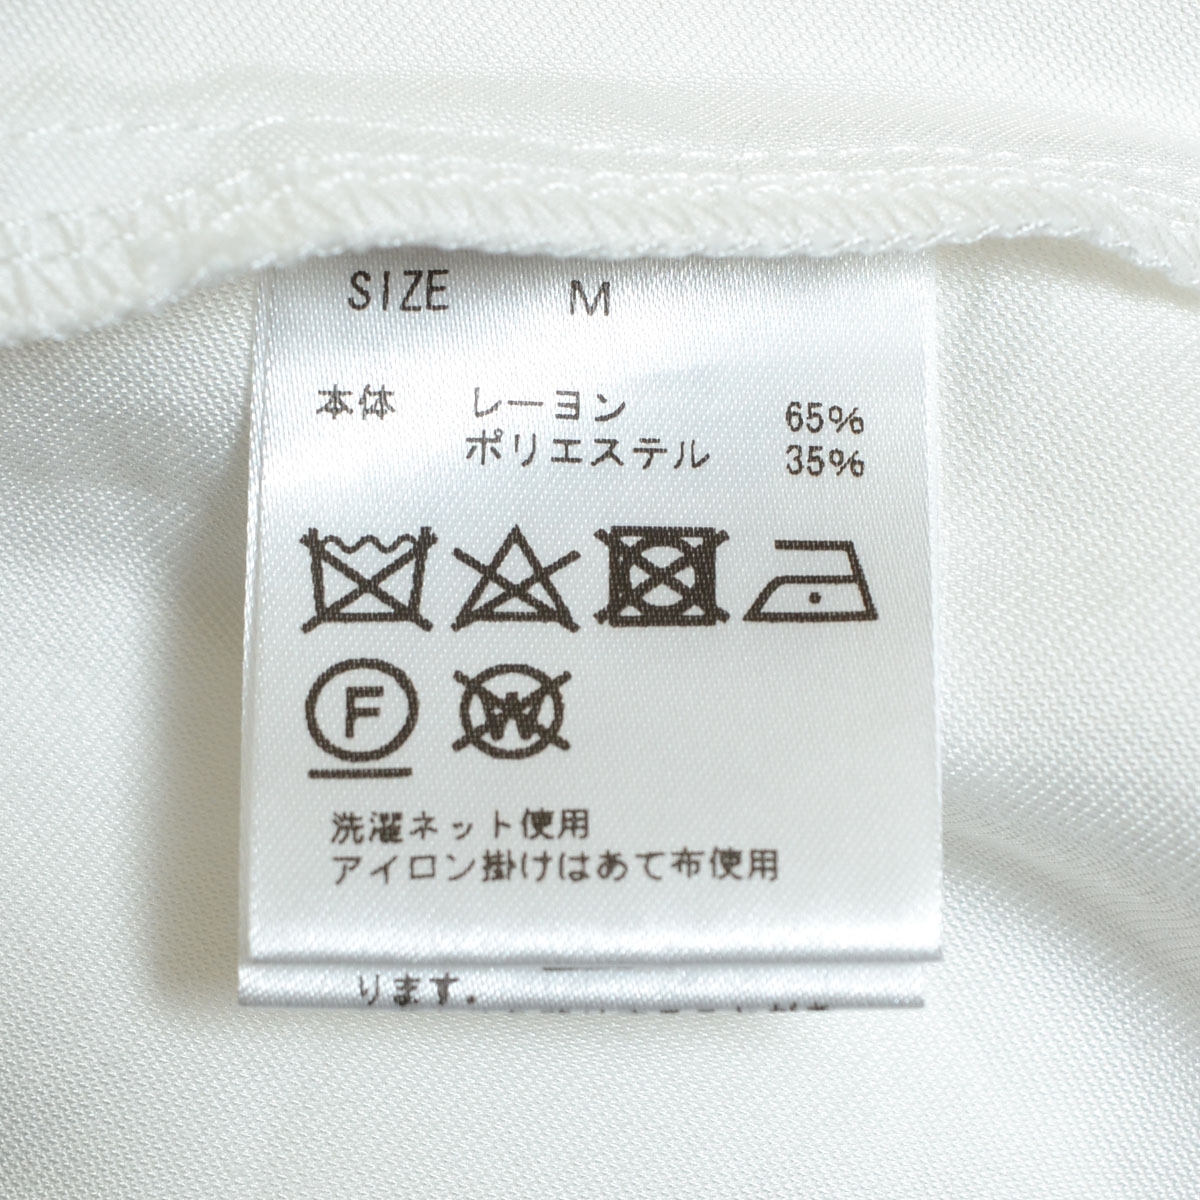 SIZE M
本体 レーヨン 65%
ポリエステル 35%
F
W
洗濯ネット使用
アイロン掛けはあて布使用
ります。